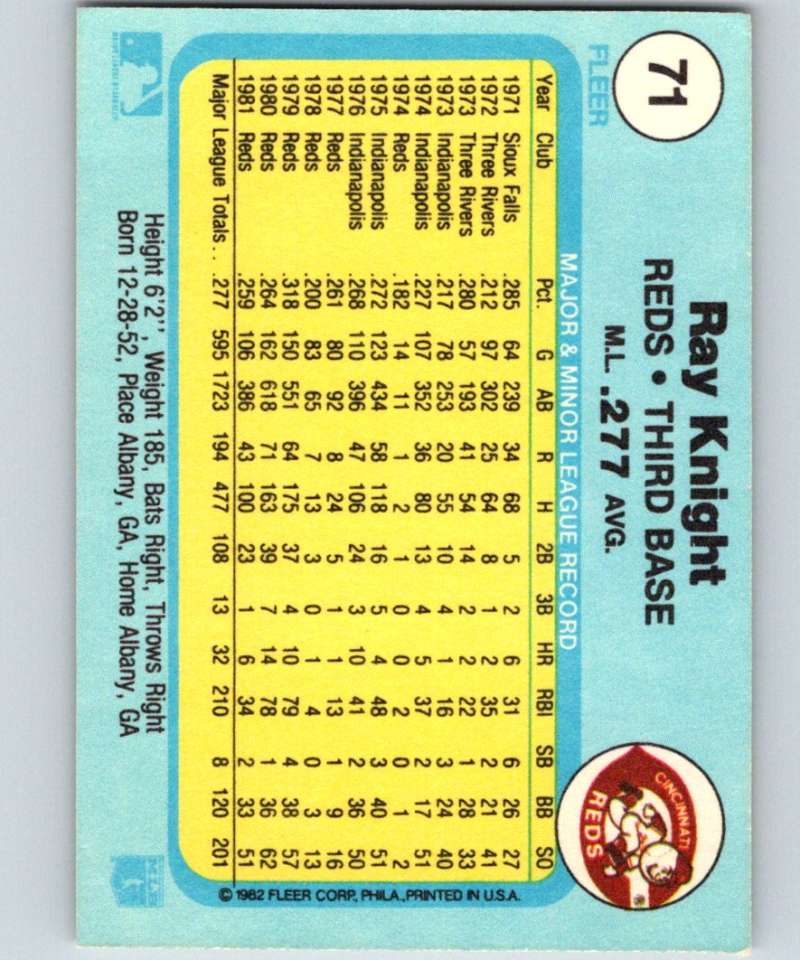 71
FLEER
Ray Knight
REDS • THIRD BASE
M.L. .277 AVG.
CINCINNATI
REDS
®
MAJOR & MINOR LEAGUE RECORD
Year Club Pct. G AB R H 2B 3B HR RBI SB BB SO
1971 Sioux Falls .285 64 239 34 68 5 2 6 31 6 26 27
1972 Three Rivers .212 97 302 25 64 8 1 2 35 2 21 41
1973 Three Rivers .280 57 193 41 54 14 2 2 22 1 28 33
1973 Indianapolis .217 78 253 20 55 10 4 1 16 3 24 40
1974 Indianapolis .227 107 352 36 80 13 4 5 37 2 17 51
1974 Reds .182 14 11 1 2 1 0 0 2 0 1 2
1975 Indianapolis .272 123 434 58 118 16 5 4 48 3 40 51
1976 Indianapolis .268 110 396 47 106 24 3 10 41 2 36 50
1977 Reds .261 80 92 8 24 5 1 1 13 1 9 16
1978 Reds .200 83 65 7 13 3 0 1 4 0 3 13
1979 Reds .318 150 551 64 175 37 4 10 79 4 38 57
1980 Reds .264 162 618 71 163 39 7 14 78 1 36 62
1981 Reds .259 106 386 43 100 23 1 6 34 2 33 51
Major League Totals . . .277 595 1723 194 477 108 13 32 210 8 120 201
© 1982 FLEER CORP., PHILA., PRINTED IN U.S.A.
Height 6'2'', Weight 185, Bats Right, Throws Right
Born 12-28-52, Place Albany, GA, Home Albany, GA